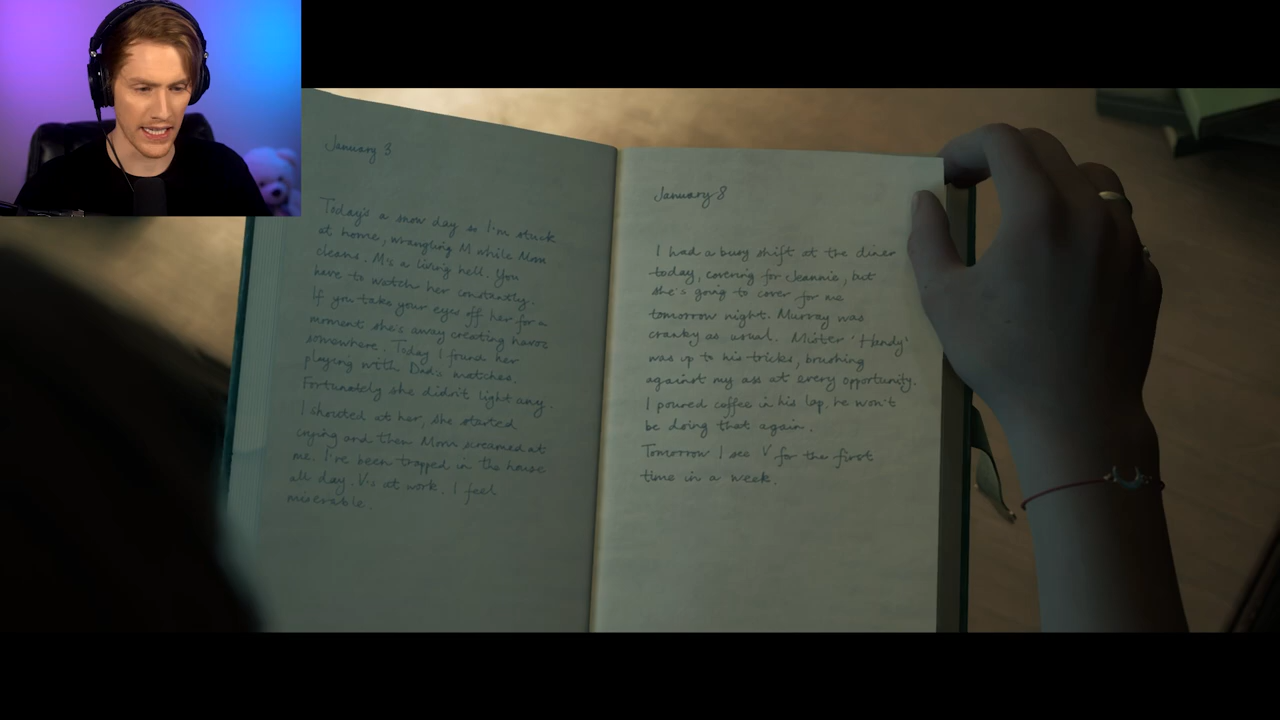 January 3
Today's a snow day so I'm stuck
at home, wrangling M while Mom
cleans. M's a living hell. You
have to watch her constantly.
If you take your eyes off her for a
moment she's away creating havoc
somewhere. Today I found her
playing with Dad's matches.
Fortunately she didn't light any.
I shouted at her, she started
crying and then Mom screamed at
me. I've been trapped in the house
all day. V's at work. I feel
miserable.
January 8
I had a busy shift at the diner
today, covering for Jeannie, but
she's going to cover for me
tomorrow night. Murray was
cranky as usual. Mister 'Handy'
was up to his tricks, brushing
against my ass at every opportunity.
I poured coffee in his lap. he won't
be doing that again.
Tomorrow I see V for the first
time in a week.